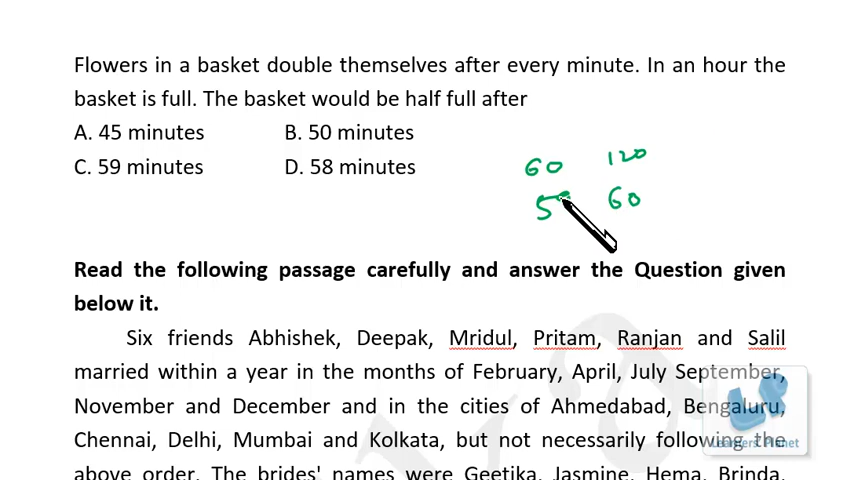 Flowers in a basket double themselves after every minute. In an hour the
basket is full. The basket would be half full after
A. 45 minutes B. 50 minutes
C. 59 minutes D. 58 minutes
60 120
60
Read the following passage carefully and answer the Question given
below it.
Six friends Abhishek, Deepak, Mridul, Pritam, Ranjan and Salil
married within a year in the months of February, April, July September,
November and December and in the cities of Ahmedabad, Bengaluru,
Chennai, Delhi, Mumbai and Kolkata, but not necessarily following the
above order. The brides' names were Geetika, Jasmine, Hema, Brinda,
LP
Learners' Planet